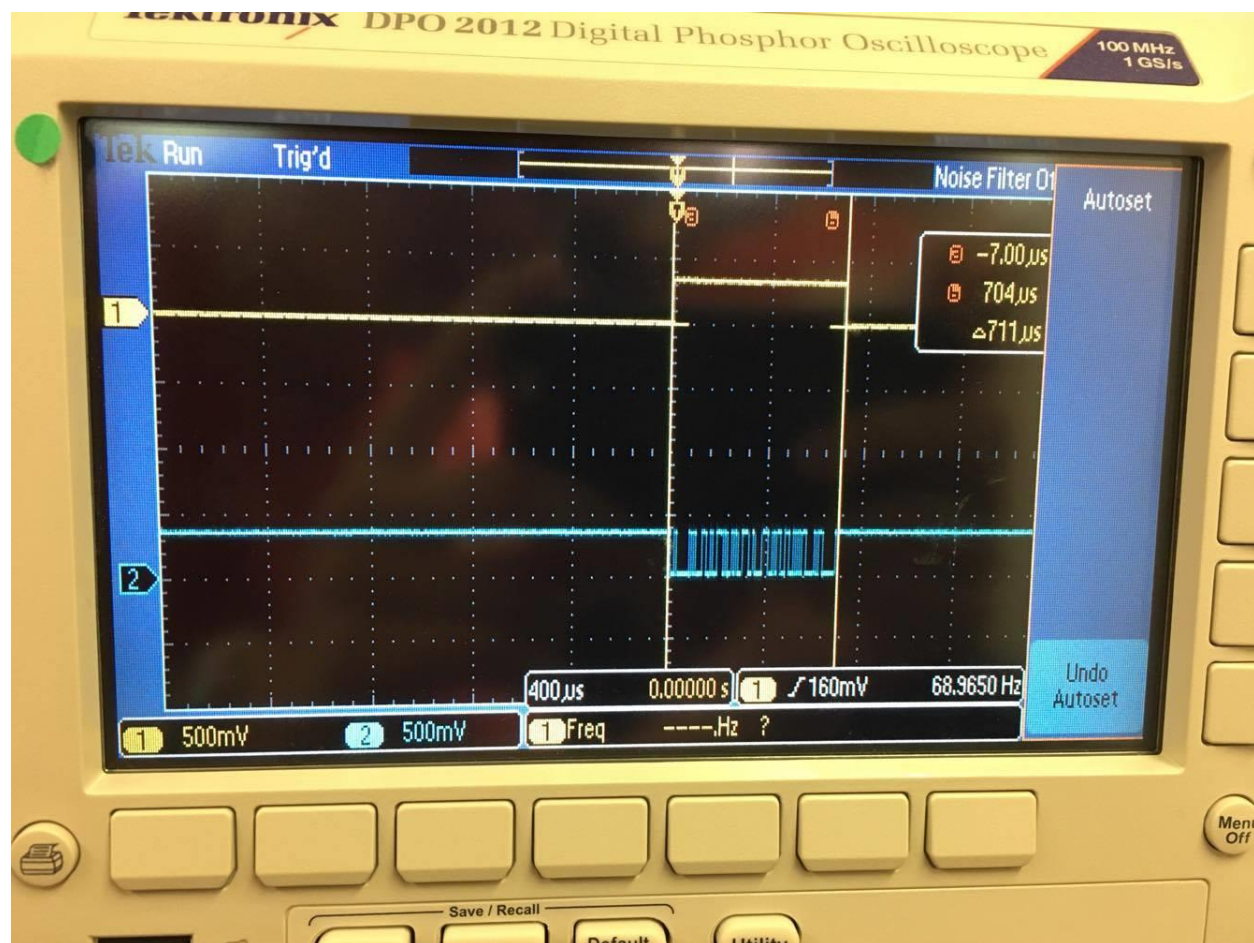 Tektronix DPO 2012 Digital Phosphor Oscilloscope
100 MHz
1 GS/s
Tek Run Trig'd
Noise Filter Of
Autoset
a b
a -7.00µs
b 704µs
△711µs
1
2
400µs 0.00000 s 1 160mV 68.9650 Hz
Undo
Autoset
1 500mV 2 500mV 1 Freq ----.Hz ?
Menu
Off
Save / Recall
Default
Utility